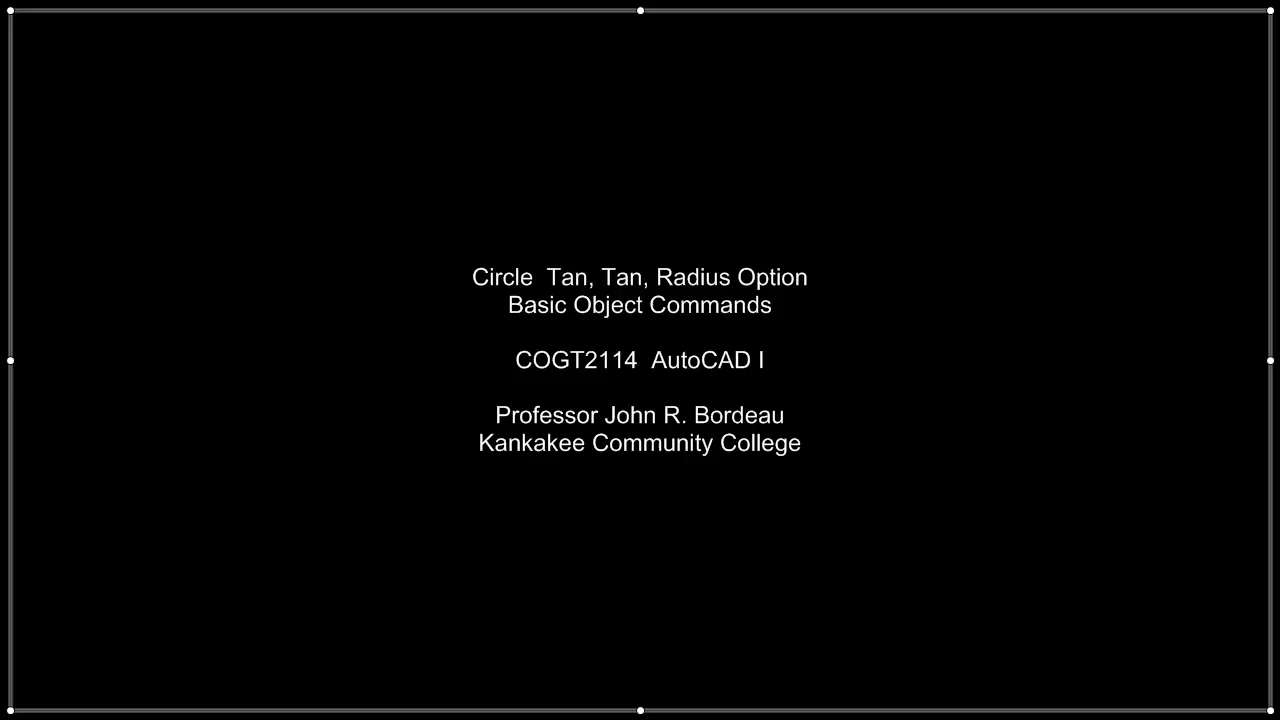 Circle  Tan, Tan, Radius Option
Basic Object Commands
COGT2114  AutoCAD I
Professor John R. Bordeau
Kankakee Community College